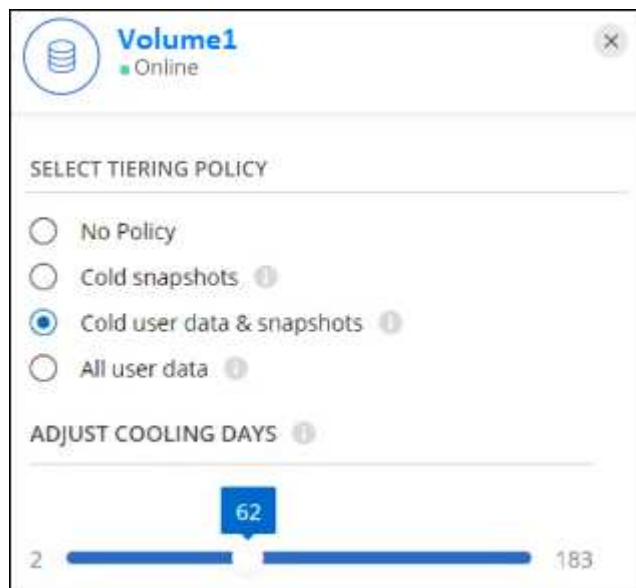 Volume1
Online
SELECT TIERING POLICY
No Policy
Cold snapshots
Cold user data & snapshots
All user data
ADJUST COOLING DAYS
62
2 183